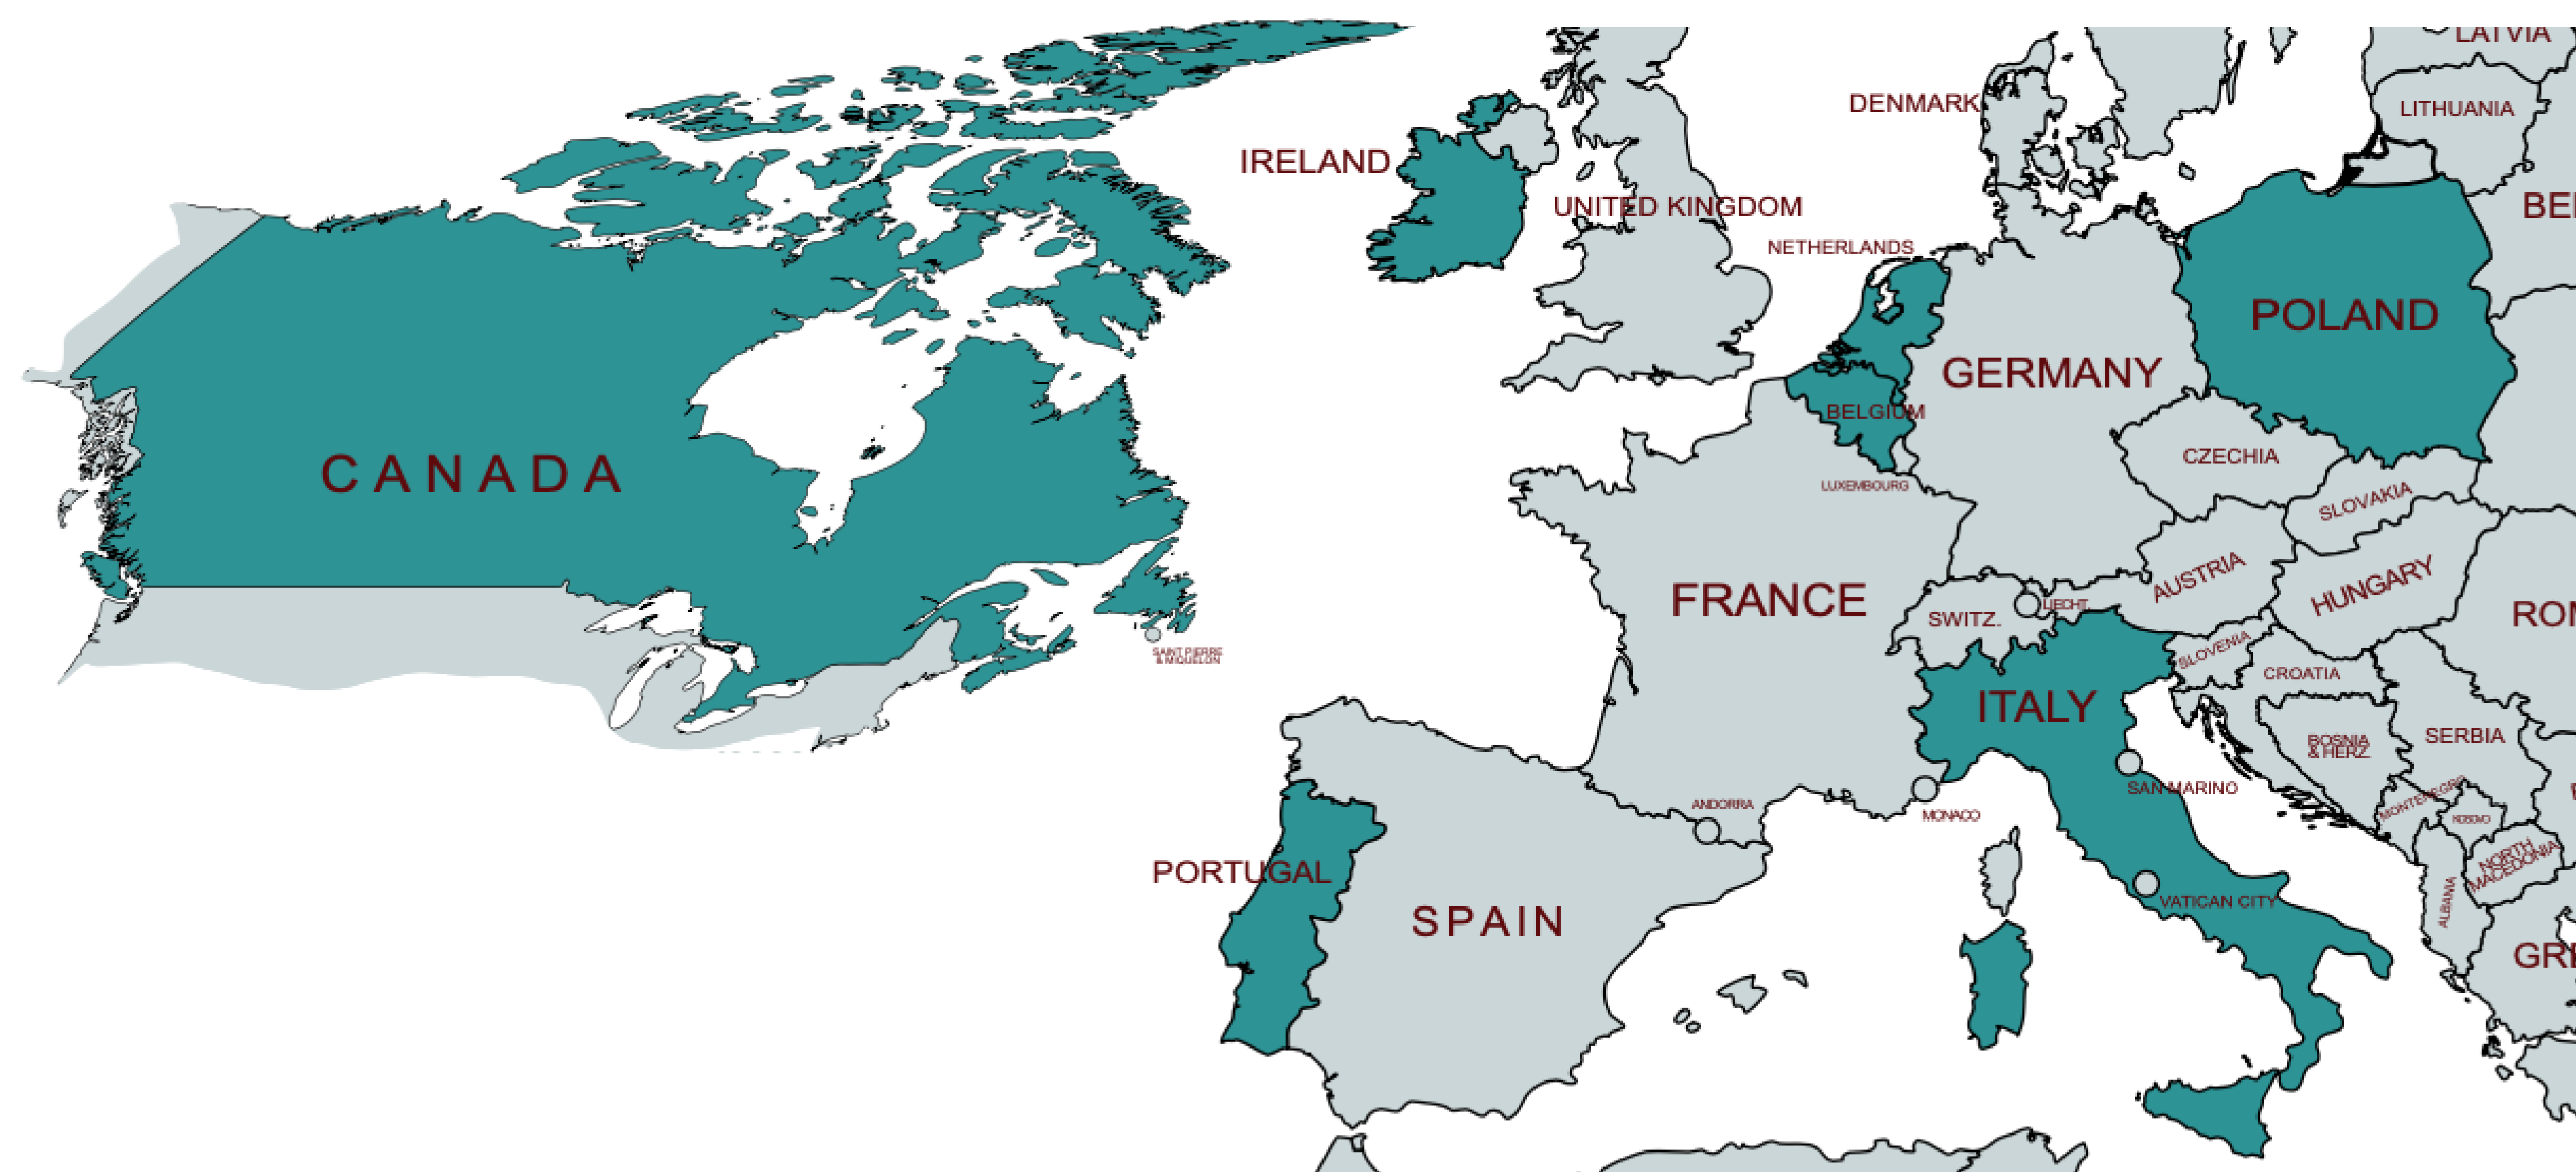 LATVIA
DENMARK
LITHUANIA
IRELAND
UNITED KINGDOM
BE
NETHERLANDS
POLAND
GERMANY
BELGIUM
CZECHIA
CANADA
LUXEMBOURG
SLOVAKIA
AUSTRIA
HUNGARY
FRANCE
SWITZ.
LIECHT.
RO
SAINT PIERRE
& MIQUELON
SLOVENIA
CROATIA
ITALY
BOSNIA
& HERZ.
SERBIA
SAN MARINO
MONTENEGRO
ANDORRA
MONACO
KOSOVO
PORTUGAL
NORTH
MACEDONIA
SPAIN
VATICAN CITY
ALBANIA
GR